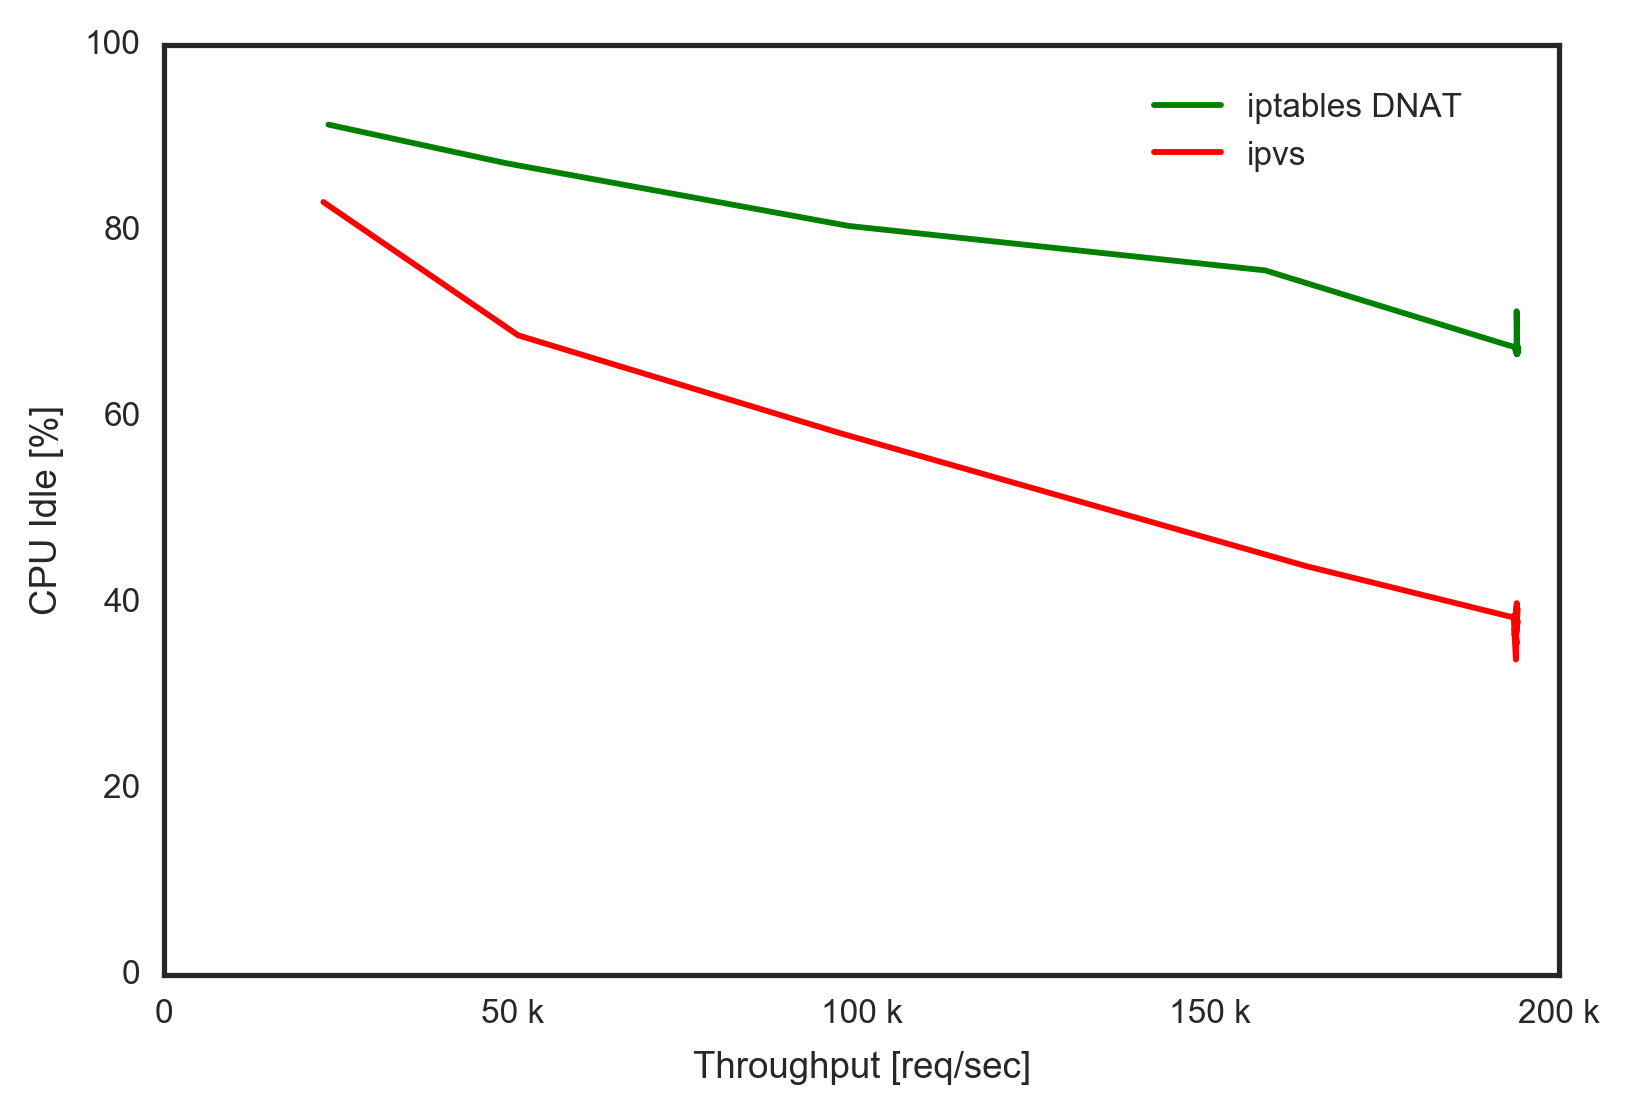 100
80
60
40
20
0
CPU Idle [%]
iptables DNAT
ipvs
0 50 k 100 k 150 k 200 k
Throughput [req/sec]